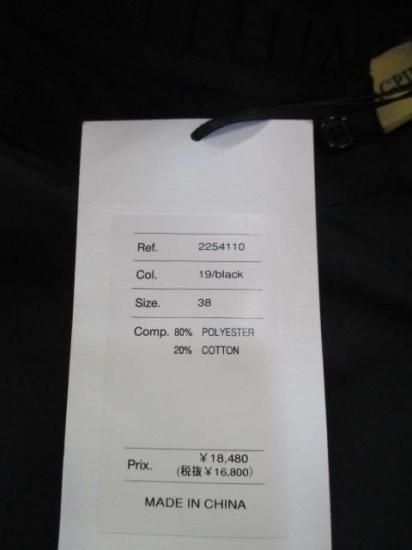 Ref. 2254110
Col. 19/black
Size. 38
Comp. 80% POLYESTER
20% COTTON
Prix. ￥18,480
(税抜￥16,800)
MADE IN CHINA